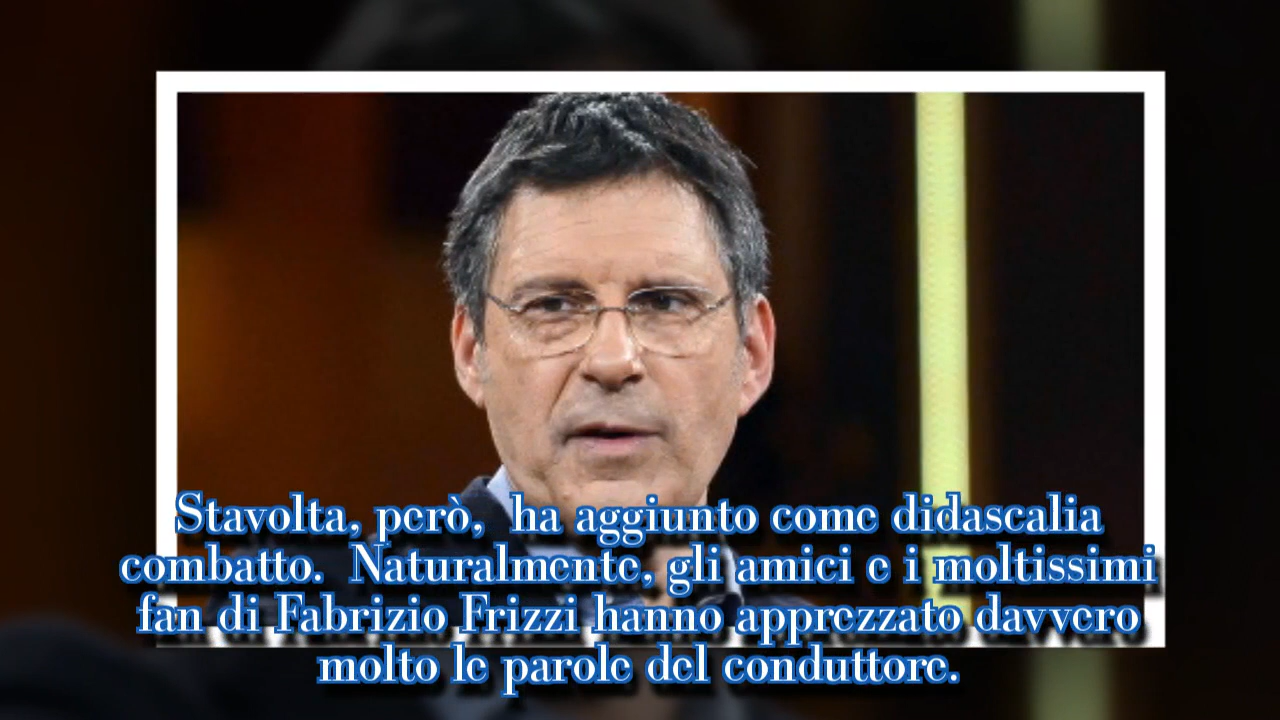 Stavolta, però, ha aggiunto come didascalia
combatto. Naturalmente, gli amici e i moltissimi
fan di Fabrizio Frizzi hanno apprezzato davvero
molto le parole del conduttore.